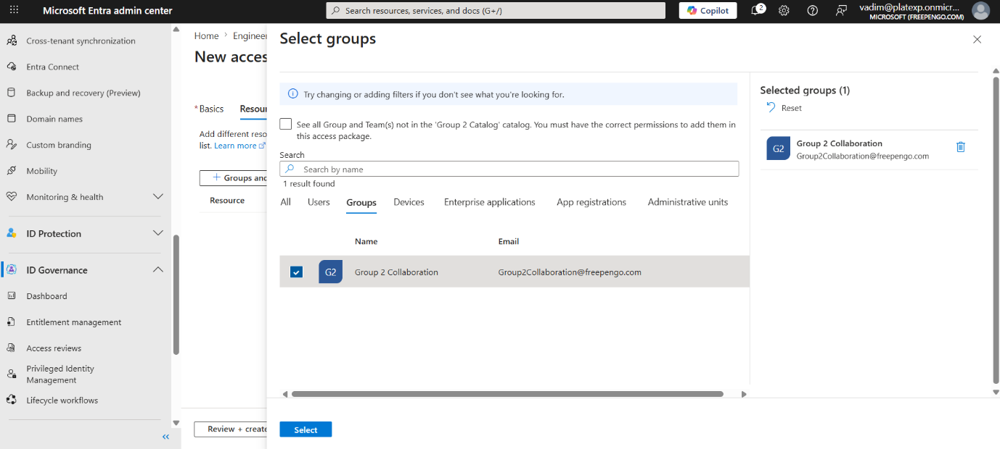 Microsoft Entra admin center
Search resources, services, and docs (G+/)
Copilot
2
vadim@platexp.onmicr...
MICROSOFT (FREEPENGO.COM)
Cross-tenant synchronization
Entra Connect
Backup and recovery (Preview)
Domain names
Custom branding
Mobility
Monitoring & health
ID Protection
ID Governance
Dashboard
Entitlement management
Access reviews
Privileged Identity
Management
Lifecycle workflows
Home
Engineer
New acces
*Basics
Resour
Add different reso
list. Learn more
+ Groups and
Resource
Review + create
Select groups
Try changing or adding filters if you don't see what you're looking for.
See all Group and Team(s) not in the 'Group 2 Catalog' catalog. You must have the correct permissions to add them in
this access package.
Search
Search by name
1 result found
All Users Groups Devices Enterprise applications App registrations Administrative units
Name Email
G2 Group 2 Collaboration Group2Collaboration@freepengo.com
Select
Selected groups (1)
Reset
G2
Group 2 Collaboration
Group2Collaboration@freepengo.com